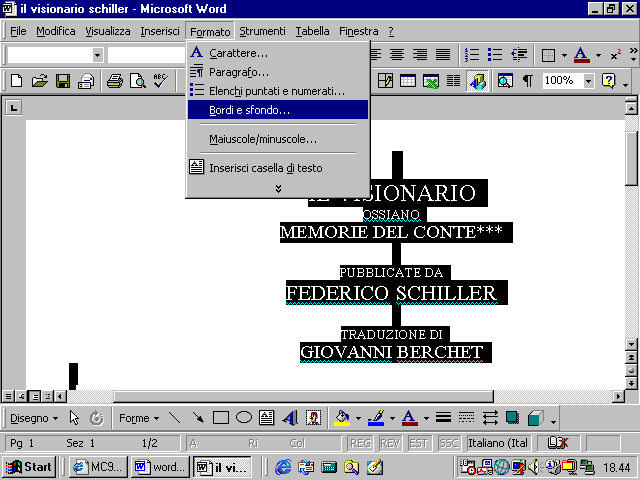 il visionario schiller - Microsoft Word
File Modifica Visualizza Inserisci Formato Strumenti Tabella Finestra ?
Carattere...
Paragrafo...
Elenchi puntati e numerati...
Bordi e sfondo...
Maiuscole/minuscole...
Inserisci casella di testo
100%
IL VISIONARIO
OSSIANO
MEMORIE DEL CONTE***
PUBBLICATE DA
FEDERICO SCHILLER
TRADUZIONE DI
GIOVANNI BERCHET
Disegno Forme
Pg 1 Sez 1 1/2 A Ri Col REG REV EST SSC Italiano (Ital
Start MC9... word... il vi... 18.44